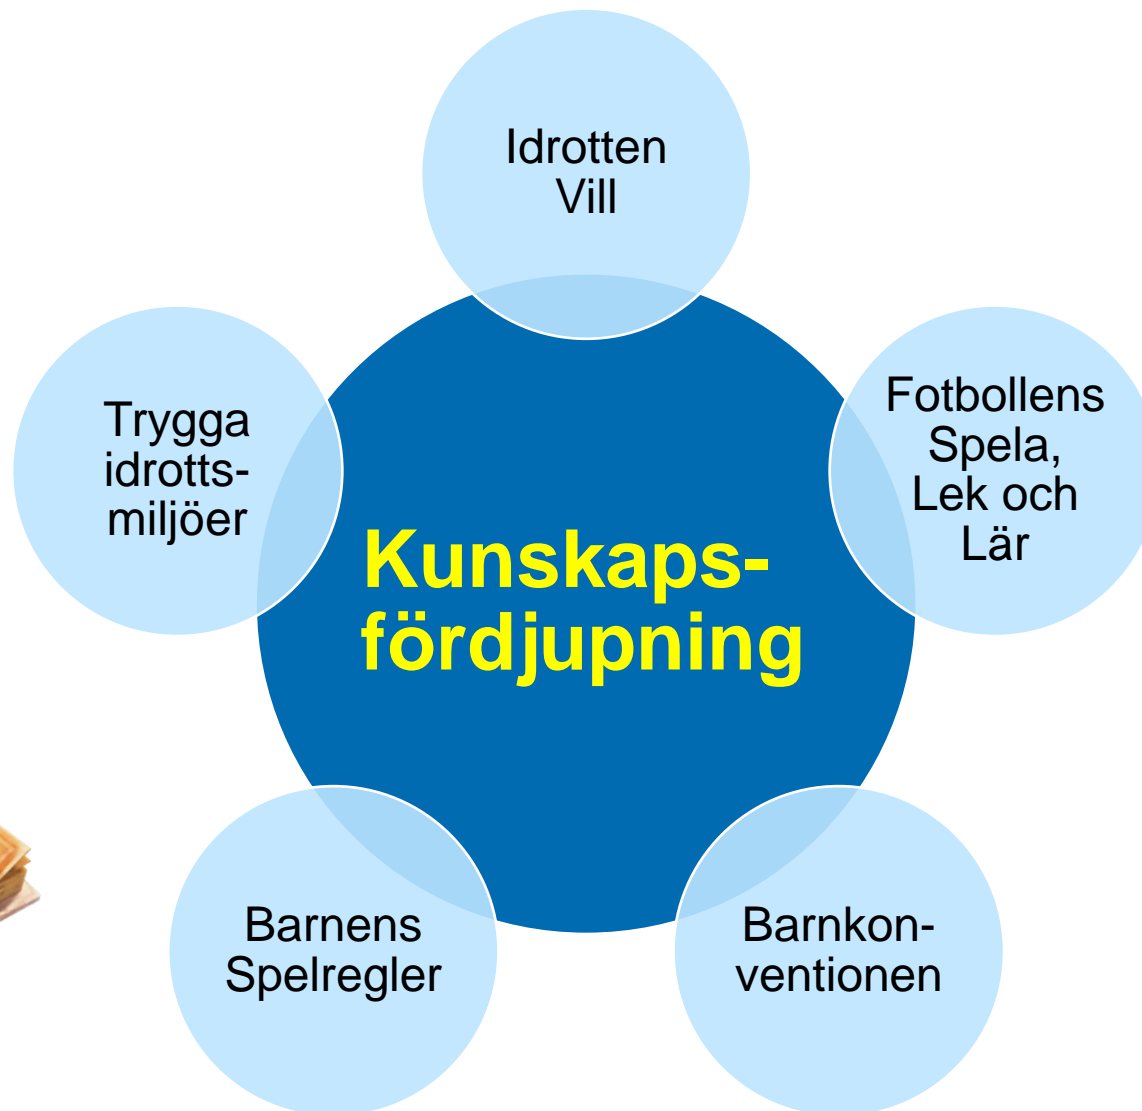 Idrotten
Vill
Fotbollens
Spela,
Lek och
Lär
Trygga
idrotts-
miljöer
Kunskaps-
fördjupning
Barnens
Spelregler
Barnkon-
ventionen